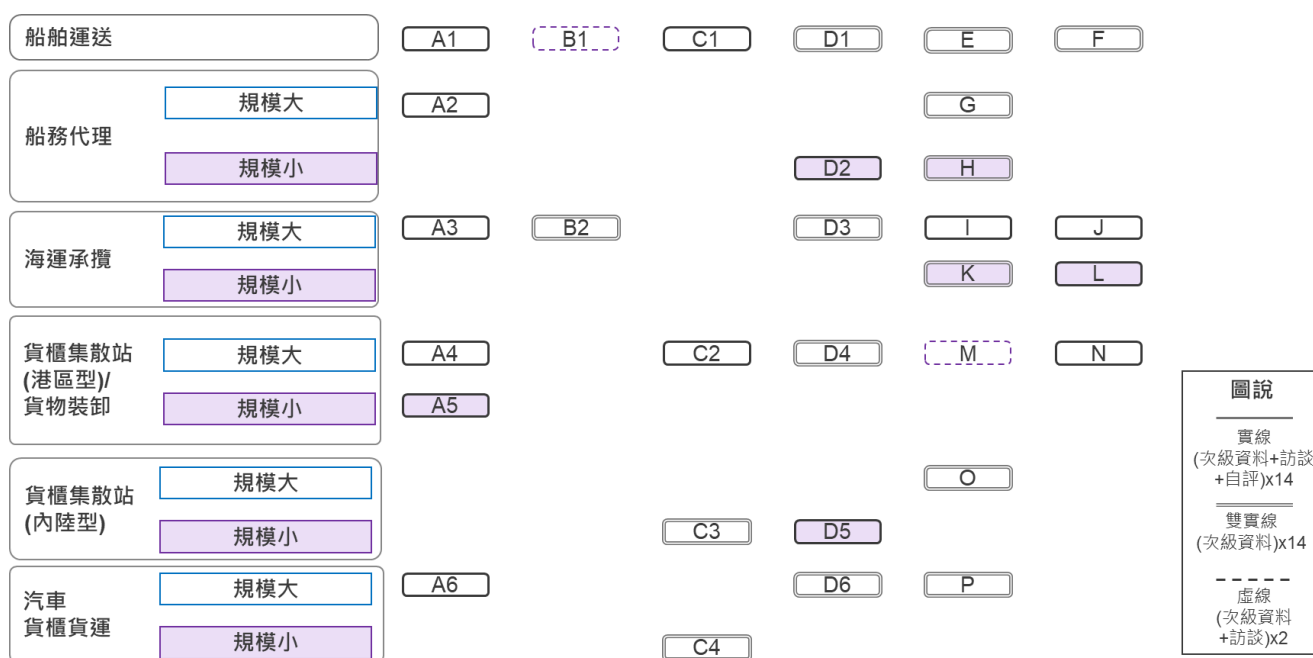 船舶運送
A1 B1 C1 D1 E F
船務代理
規模大
A2 G
規模小
D2 H
海運承攬
規模大
A3 B2 D3 I J
規模小
K L
貨櫃集散站
(港區型)/
貨物裝卸
規模大
A4 C2 D4 M N
規模小
A5
貨櫃集散站
(內陸型)
規模大
O
規模小
C3 D5
汽車
貨櫃貨運
規模大
A6 D6 P
規模小
C4
圖說
實線
(次級資料+訪談
+自評)x14
雙實線
(次級資料)x14
虛線
(次級資料
+訪談)x2